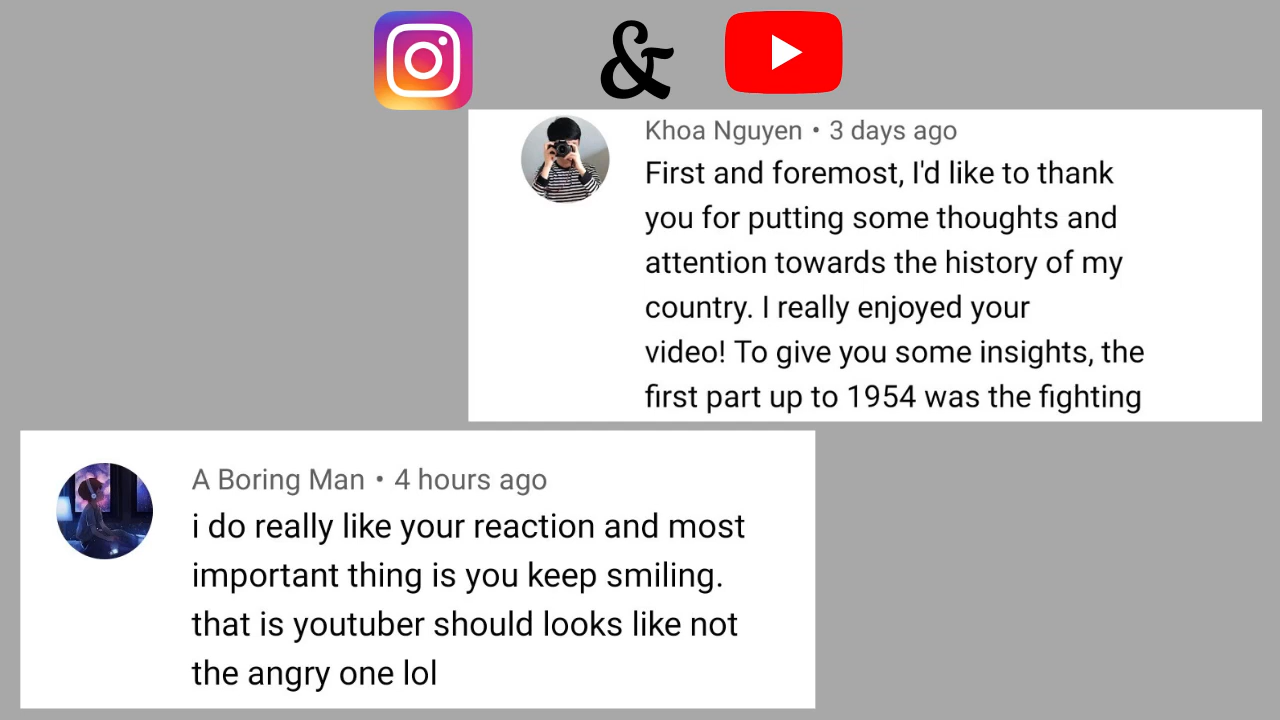 &
Khoa Nguyen • 3 days ago
First and foremost, I'd like to thank
you for putting some thoughts and
attention towards the history of my
country. I really enjoyed your
video! To give you some insights, the
first part up to 1954 was the fighting
A Boring Man • 4 hours ago
i do really like your reaction and most
important thing is you keep smiling.
that is youtuber should looks like not
the angry one lol